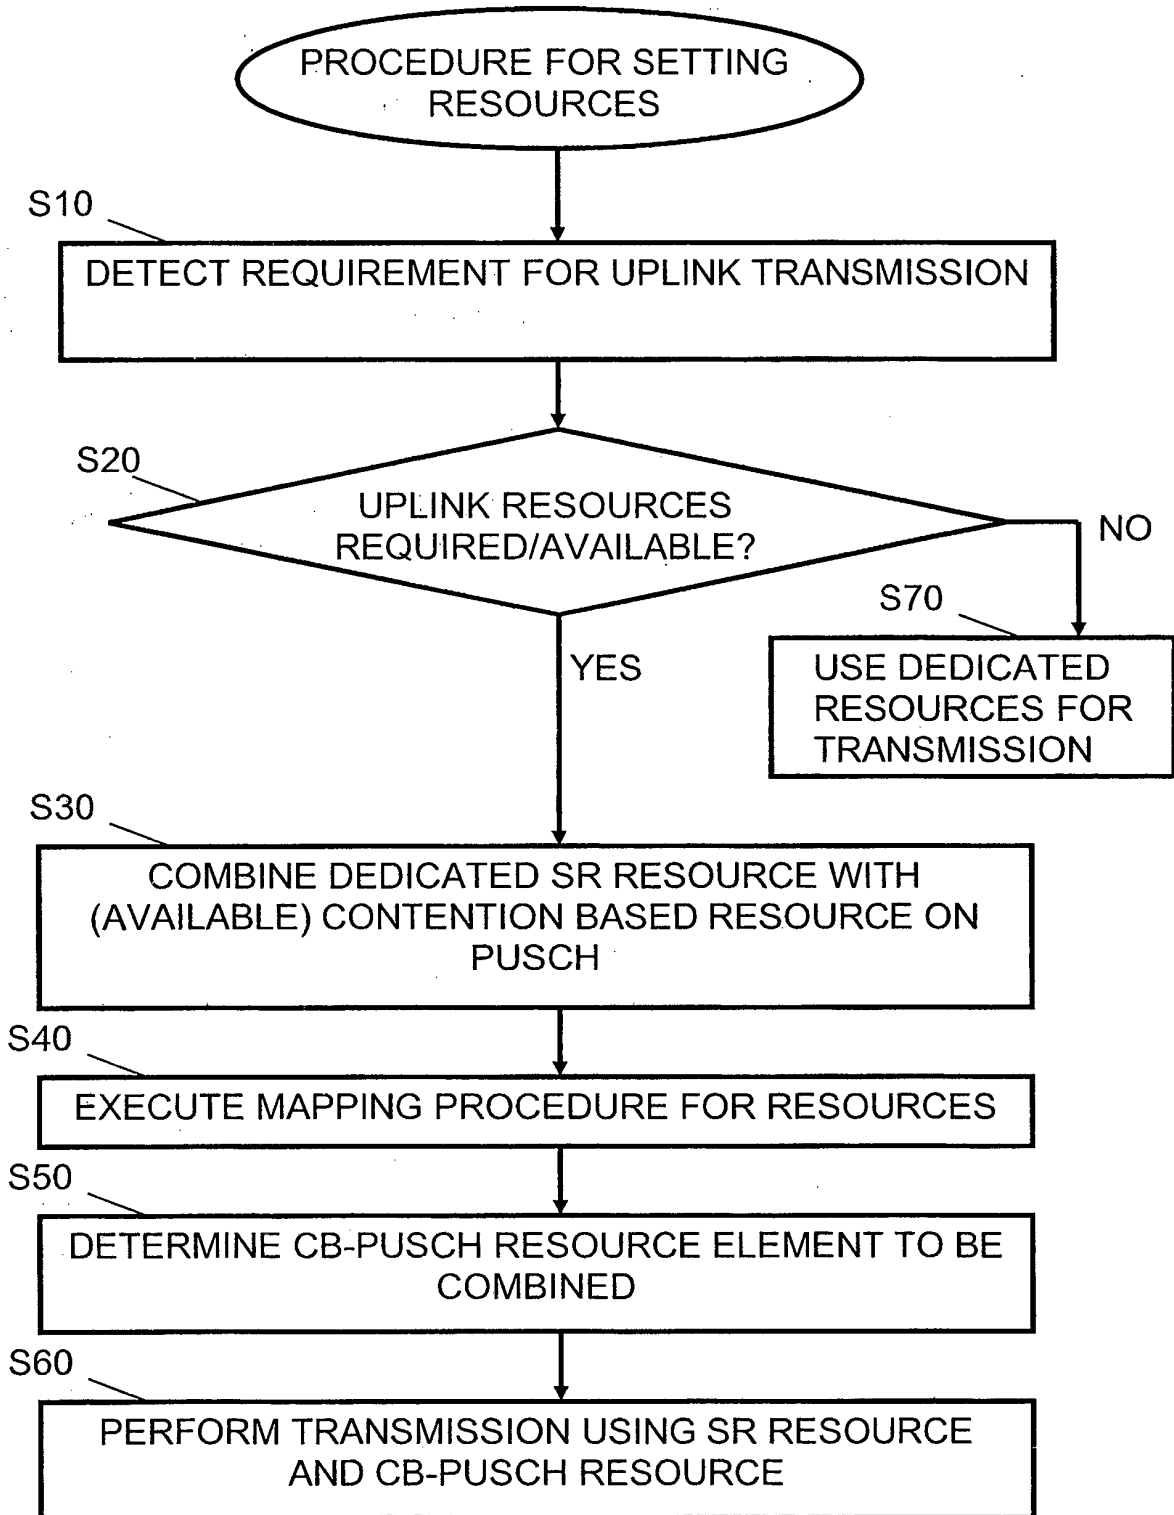 PROCEDURE FOR SETTING
RESOURCES
S10
DETECT REQUIREMENT FOR UPLINK TRANSMISSION
S20
UPLINK RESOURCES
REQUIRED/AVAILABLE?
NO
S70
YES
USE DEDICATED
RESOURCES FOR
TRANSMISSION
S30
COMBINE DEDICATED SR RESOURCE WITH
(AVAILABLE) CONTENTION BASED RESOURCE ON
PUSCH
S40
EXECUTE MAPPING PROCEDURE FOR RESOURCES
S50
DETERMINE CB-PUSCH RESOURCE ELEMENT TO BE
COMBINED
S60
PERFORM TRANSMISSION USING SR RESOURCE
AND CB-PUSCH RESOURCE